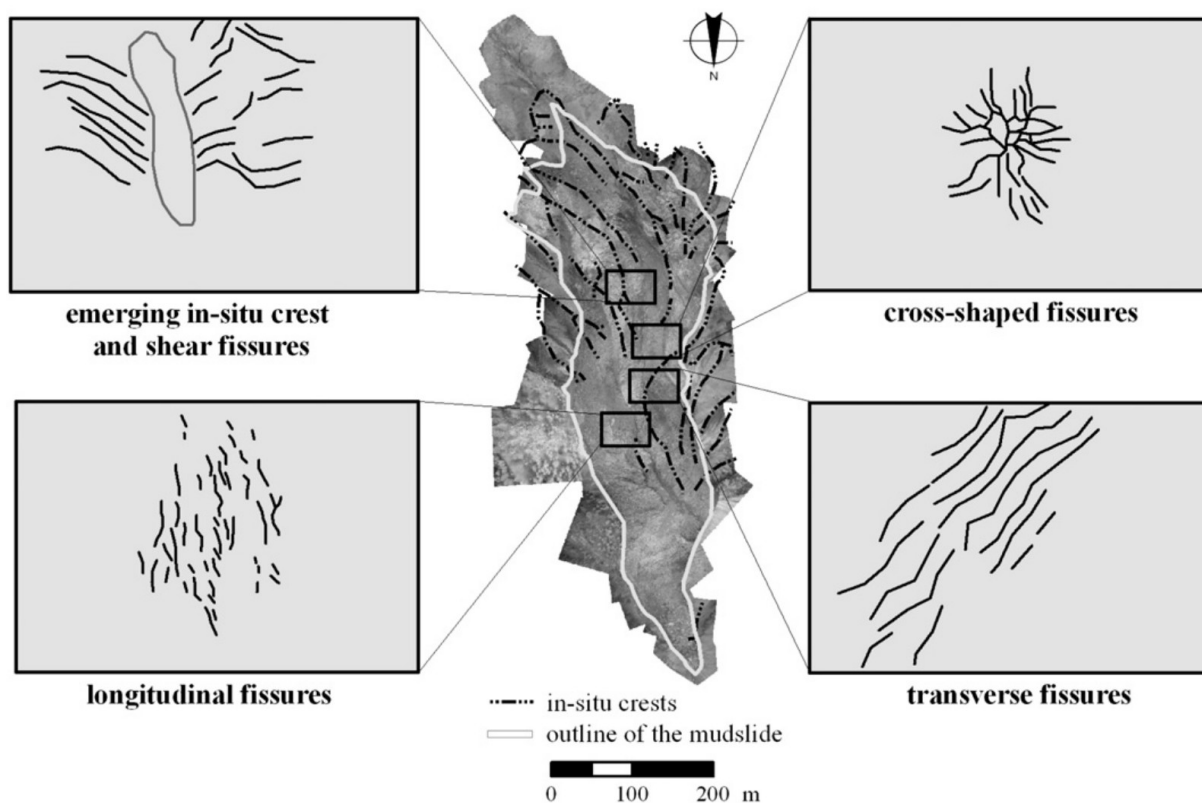 N
emerging in-situ crest
and shear fissures
cross-shaped fissures
longitudinal fissures
transverse fissures
in-situ crests
outline of the mudslide
0 100 200 m